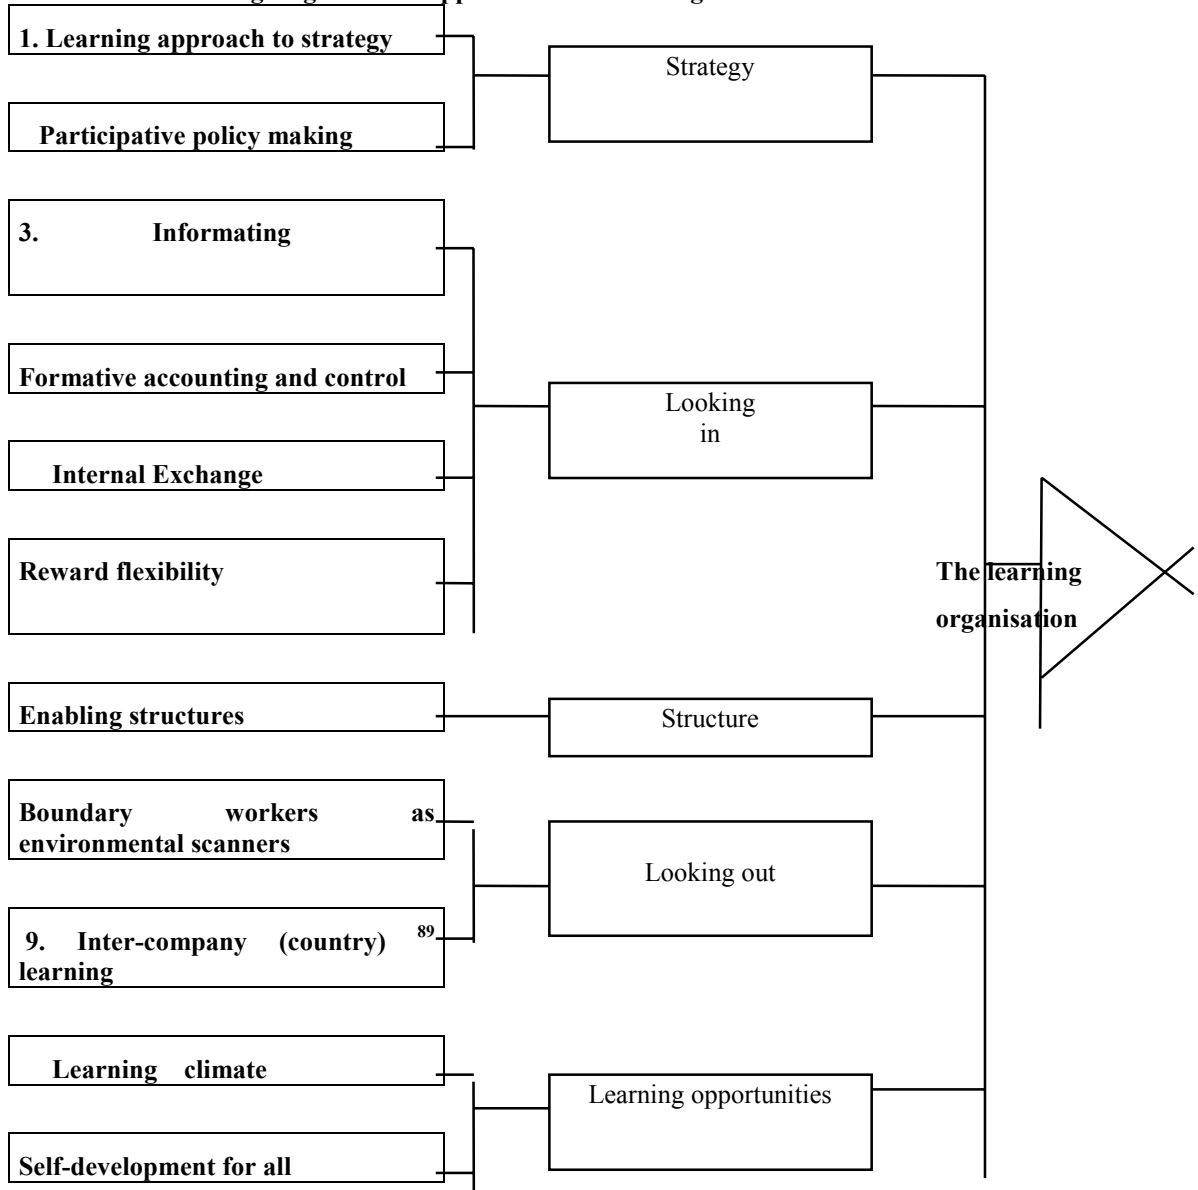 1. Learning approach to strategy
Strategy
Participative policy making
3. Informating
Formative accounting and control
Looking
in
Internal Exchange
Reward flexibility
The learning
organisation
Enabling structures
Structure
Boundary workers as
environmental scanners
Looking out
9. Inter-company (country) 89
learning
Learning climate
Learning opportunities
Self-development for all